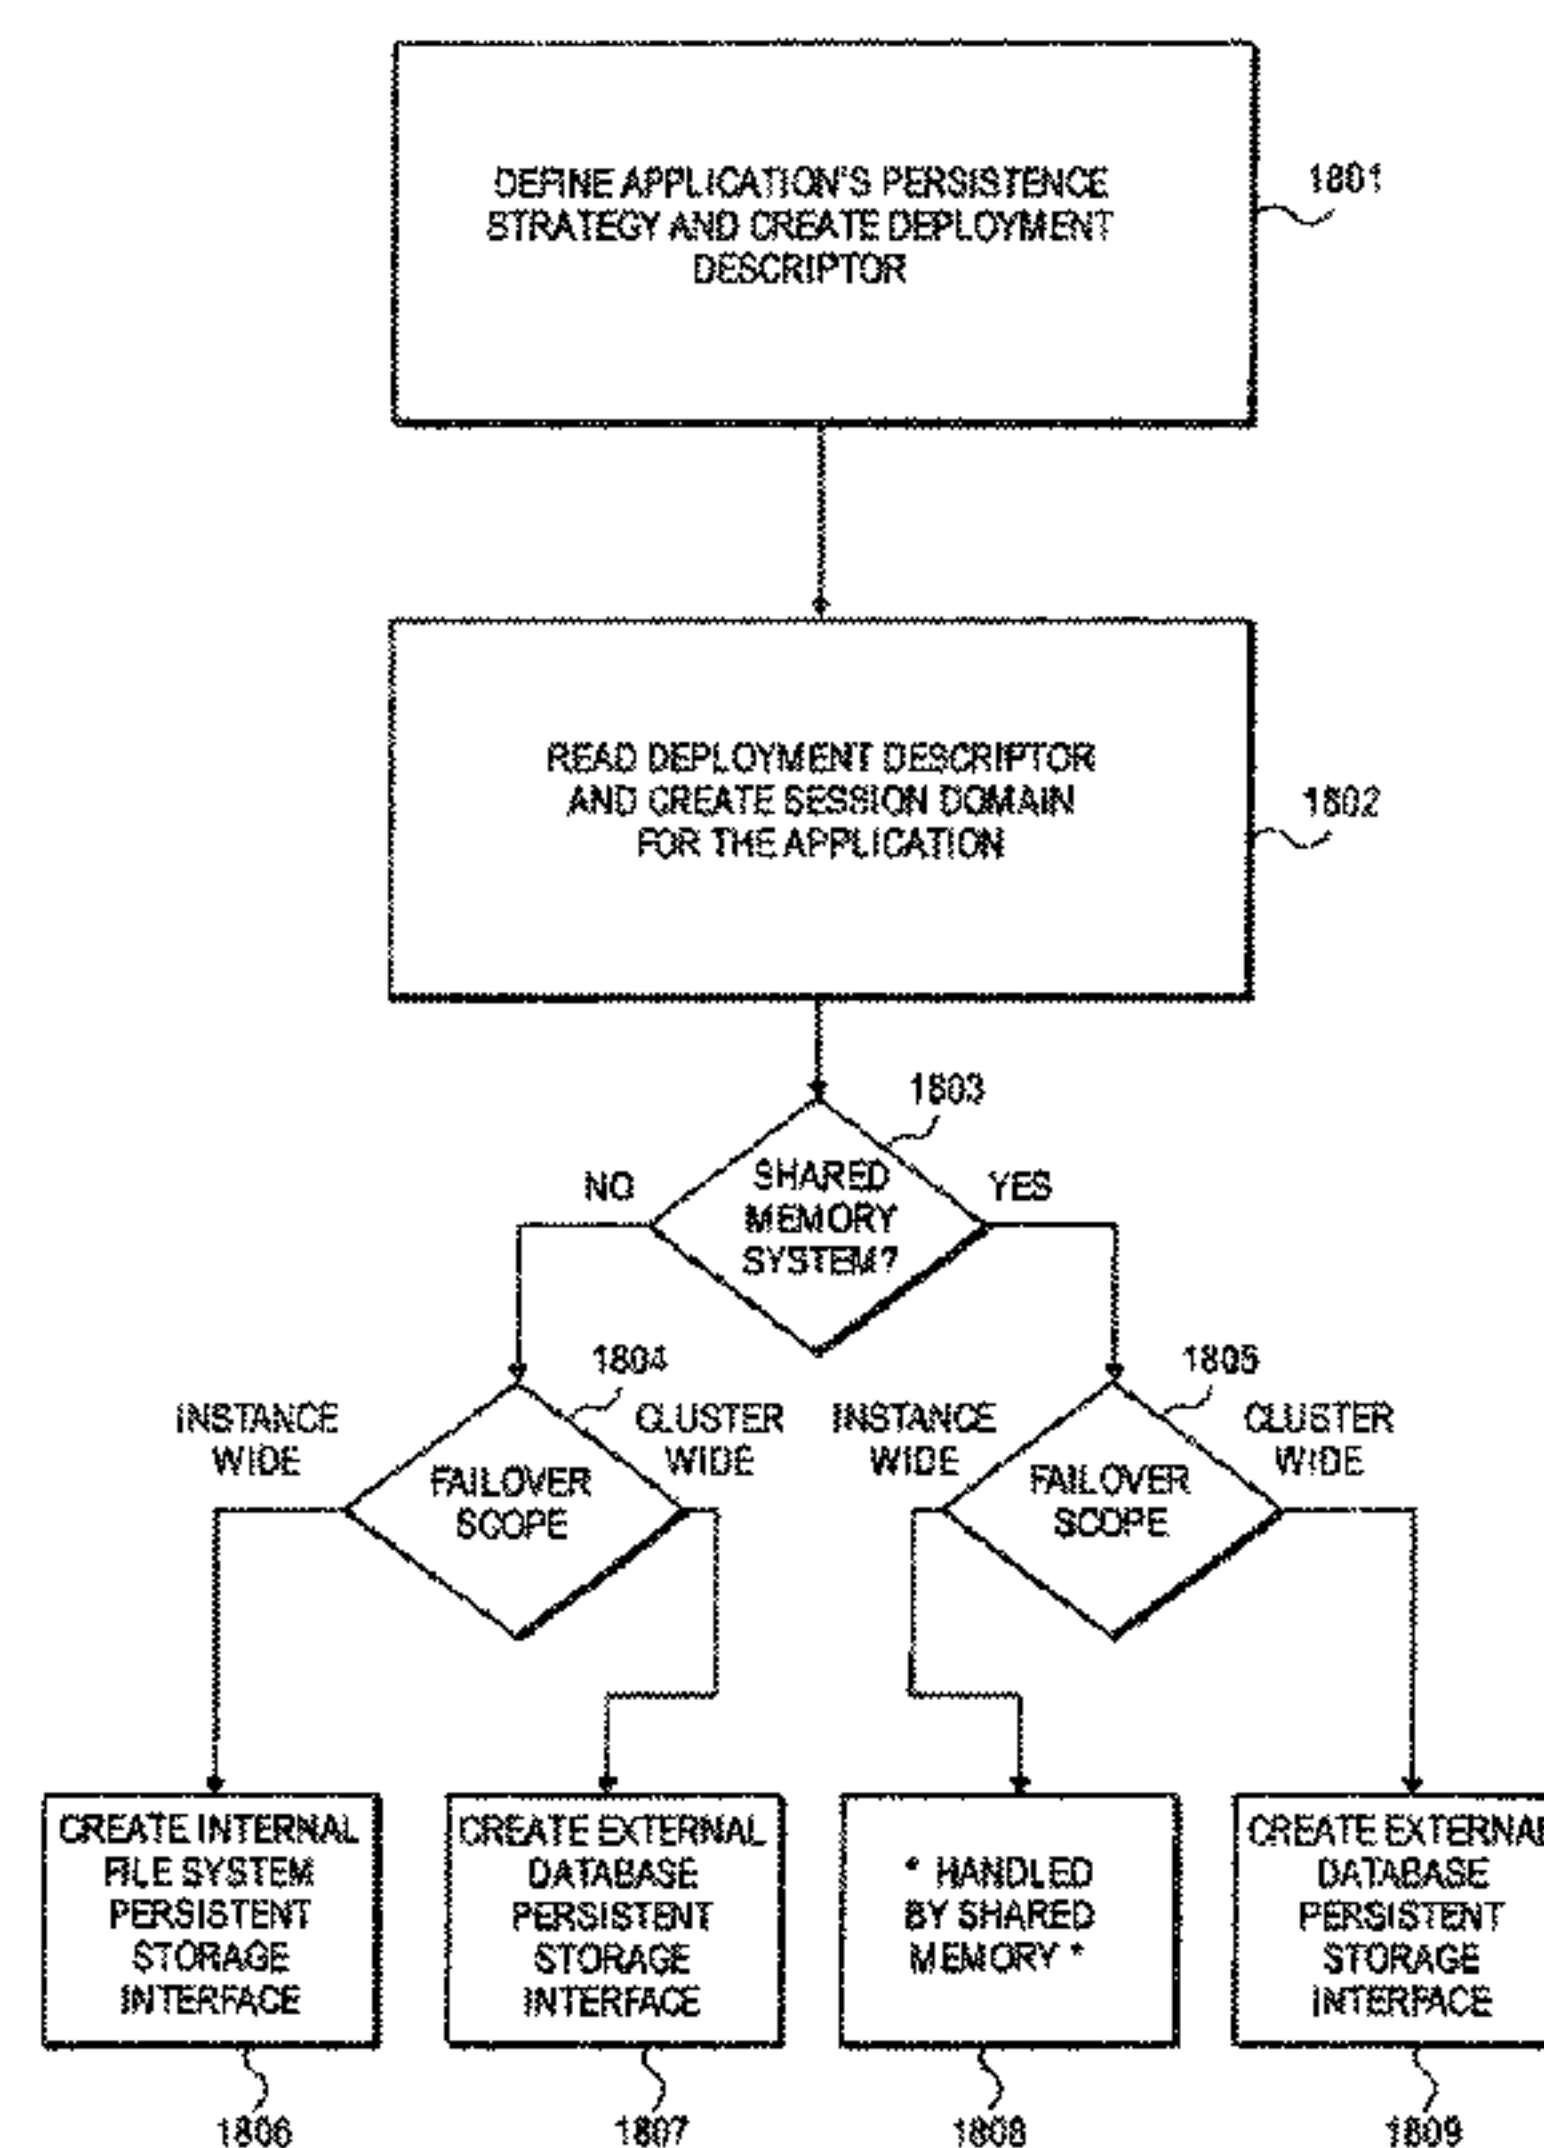 DEFINE APPLICATION'S PERSISTENCE
STRATEGY AND CREATE DEPLOYMENT
DESCRIPTOR
1801
READ DEPLOYMENT DESCRIPTOR
AND CREATE SESSION DOMAIN
FOR THE APPLICATION
1802
1803
NO
SHARED
MEMORY
SYSTEM?
YES
1804
INSTANCE
WIDE
FAILOVER
SCOPE
CLUSTER
WIDE
1805
INSTANCE
WIDE
FAILOVER
SCOPE
CLUSTER
WIDE
CREATE INTERNAL
FILE SYSTEM
PERSISTENT
STORAGE
INTERFACE
1806
CREATE EXTERNAL
DATABASE
PERSISTENT
STORAGE
INTERFACE
1807
* HANDLED
BY SHARED
MEMORY *
1808
CREATE EXTERNAL
DATABASE
PERSISTENT
STORAGE
INTERFACE
1809